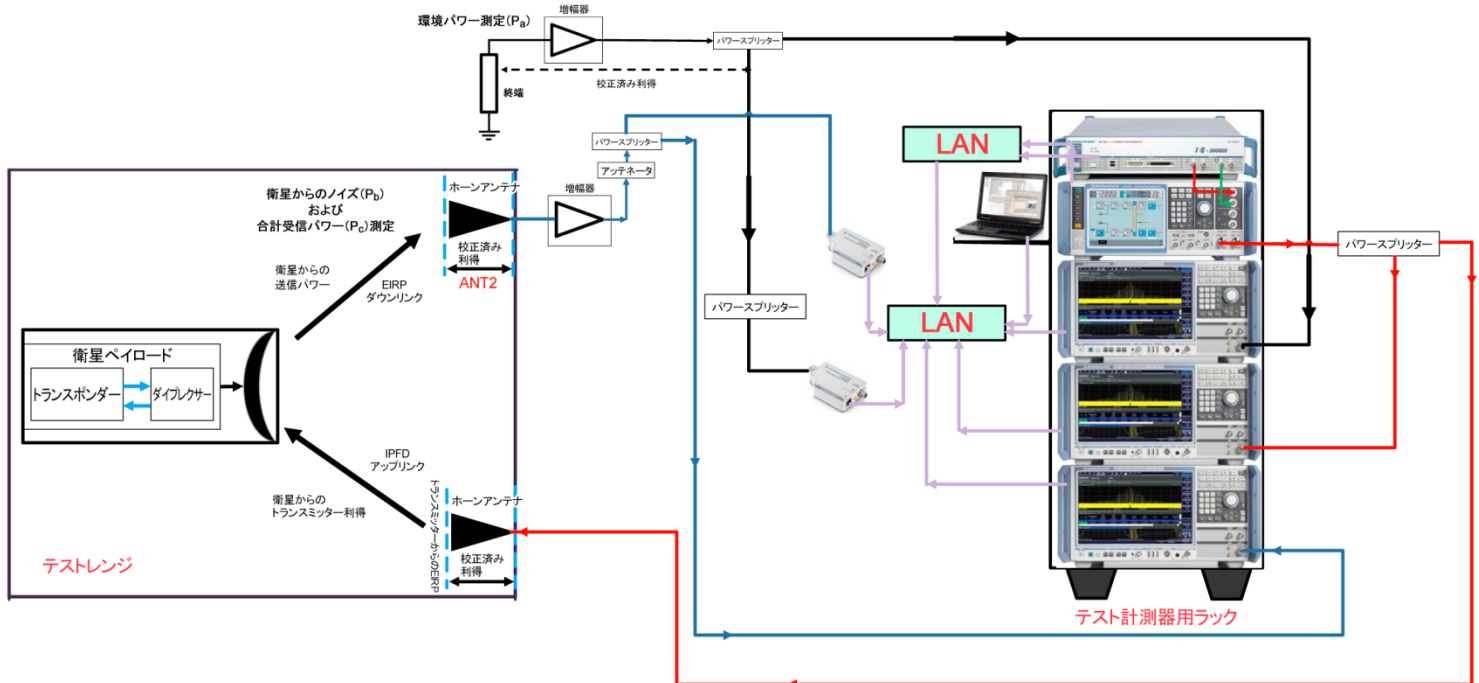 環境パワー測定(Pa)
増幅器
パワースプリッター
校正済み利得
終端
パワースプリッター
アッテネータ
増幅器
衛星からのノイズ(Pb)
および
合計受信パワー(Pc)測定
ホーンアンテナ
校正済み
利得
ANT2
衛星からの
送信パワー
EIRP
ダウンリンク
衛星ペイロード
トランスポンダー
ダイプレクサー
IPFD
アップリンク
衛星からの
トランスミッター利得
トランスミッターからのEIRP
ホーンアンテナ
校正済み
利得
テストレンジ
パワースプリッター
LAN
LAN
パワースプリッター
テスト計測器用ラック